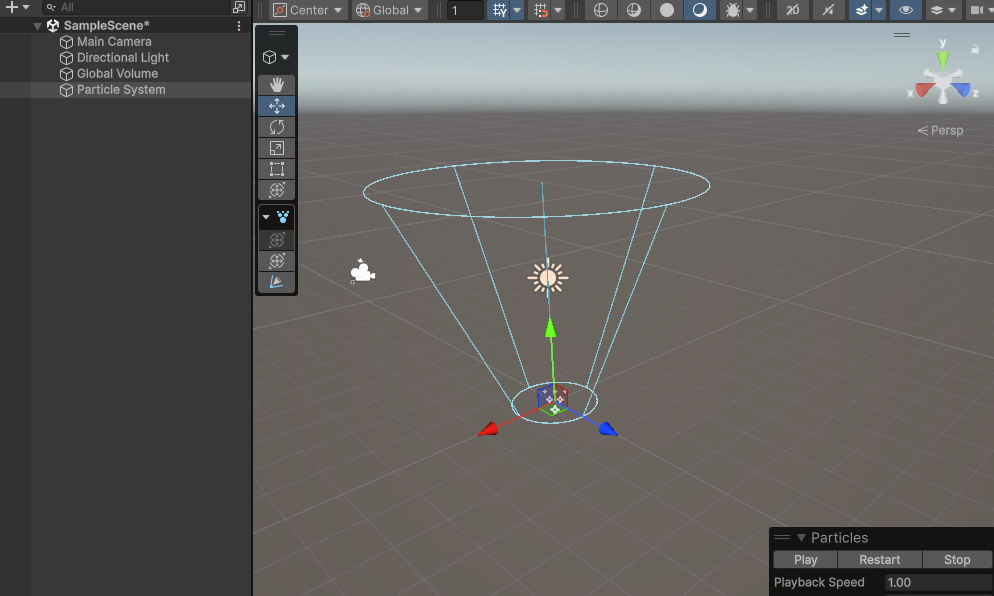 All
Center
Global
1
2D
SampleScene*
Main Camera
Directional Light
Global Volume
Particle System
y
x
z
Persp
Particles
Play
Restart
Stop
Playback Speed
1.00